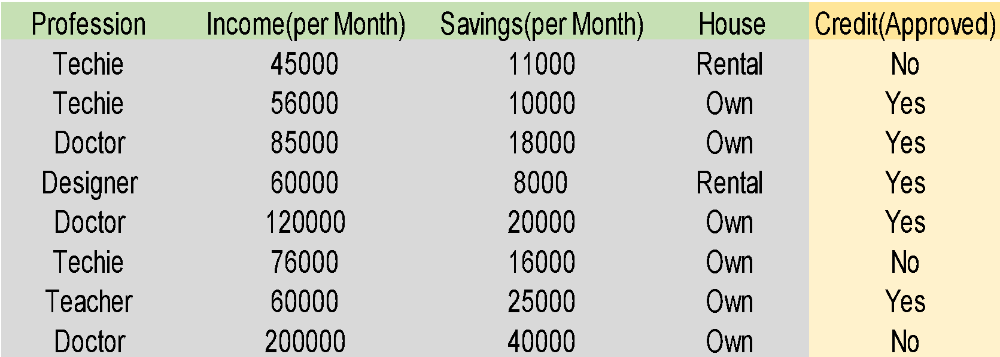 Profession Income(per Month) Savings(per Month) House Credit(Approved)
Techie 45000 11000 Rental No
Techie 56000 10000 Own Yes
Doctor 85000 18000 Own Yes
Designer 60000 8000 Rental Yes
Doctor 120000 20000 Own Yes
Techie 76000 16000 Own No
Teacher 60000 25000 Own Yes
Doctor 200000 40000 Own No